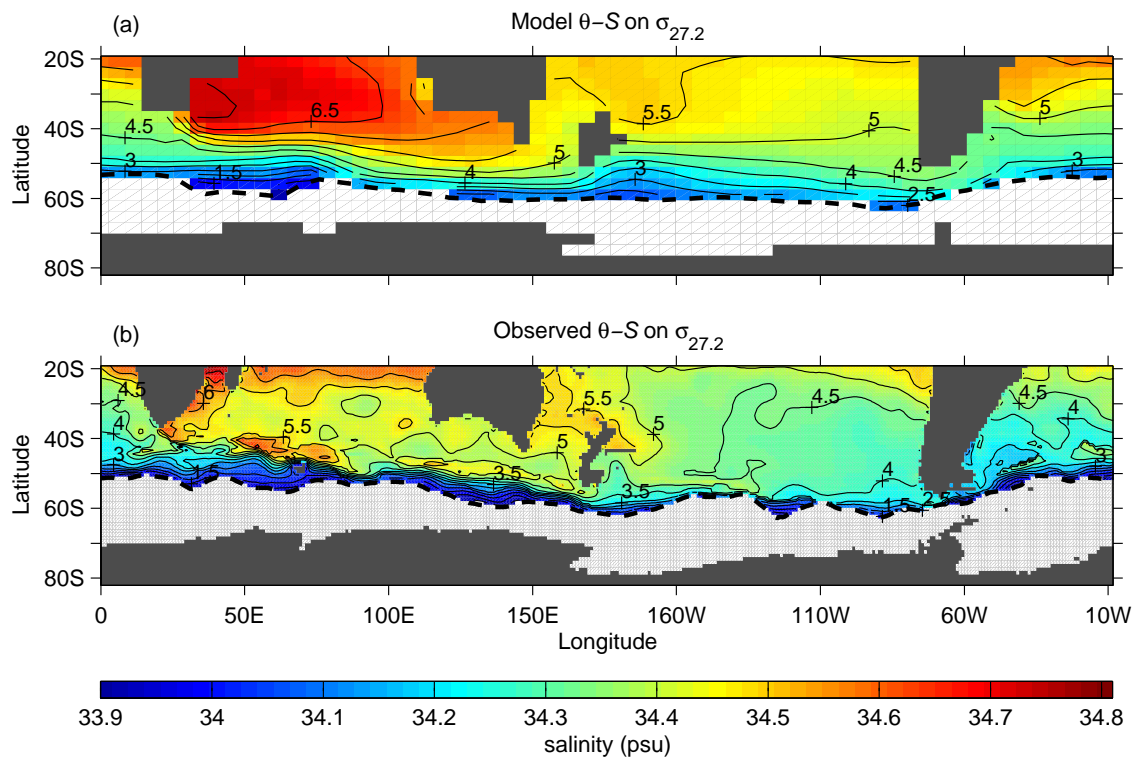 (a) Model θ−S on σ27.2
20S
40S
60S
80S
Latitude
4.5
3
1.5
6.5
4
5
5.5
3
5
4
4.5
2.5
5
3
(b) Observed θ−S on σ27.2
20S
40S
60S
80S
Latitude
4.5
4
3
6
1.5
5.5
3.5
5.5
5
5
3.5
4.5
4
1.5
2.5
4.5
4
3
0 50E 100E 150E 160W 110W 60W 10W
Longitude
33.9 34 34.1 34.2 34.3 34.4 34.5 34.6 34.7 34.8
salinity (psu)